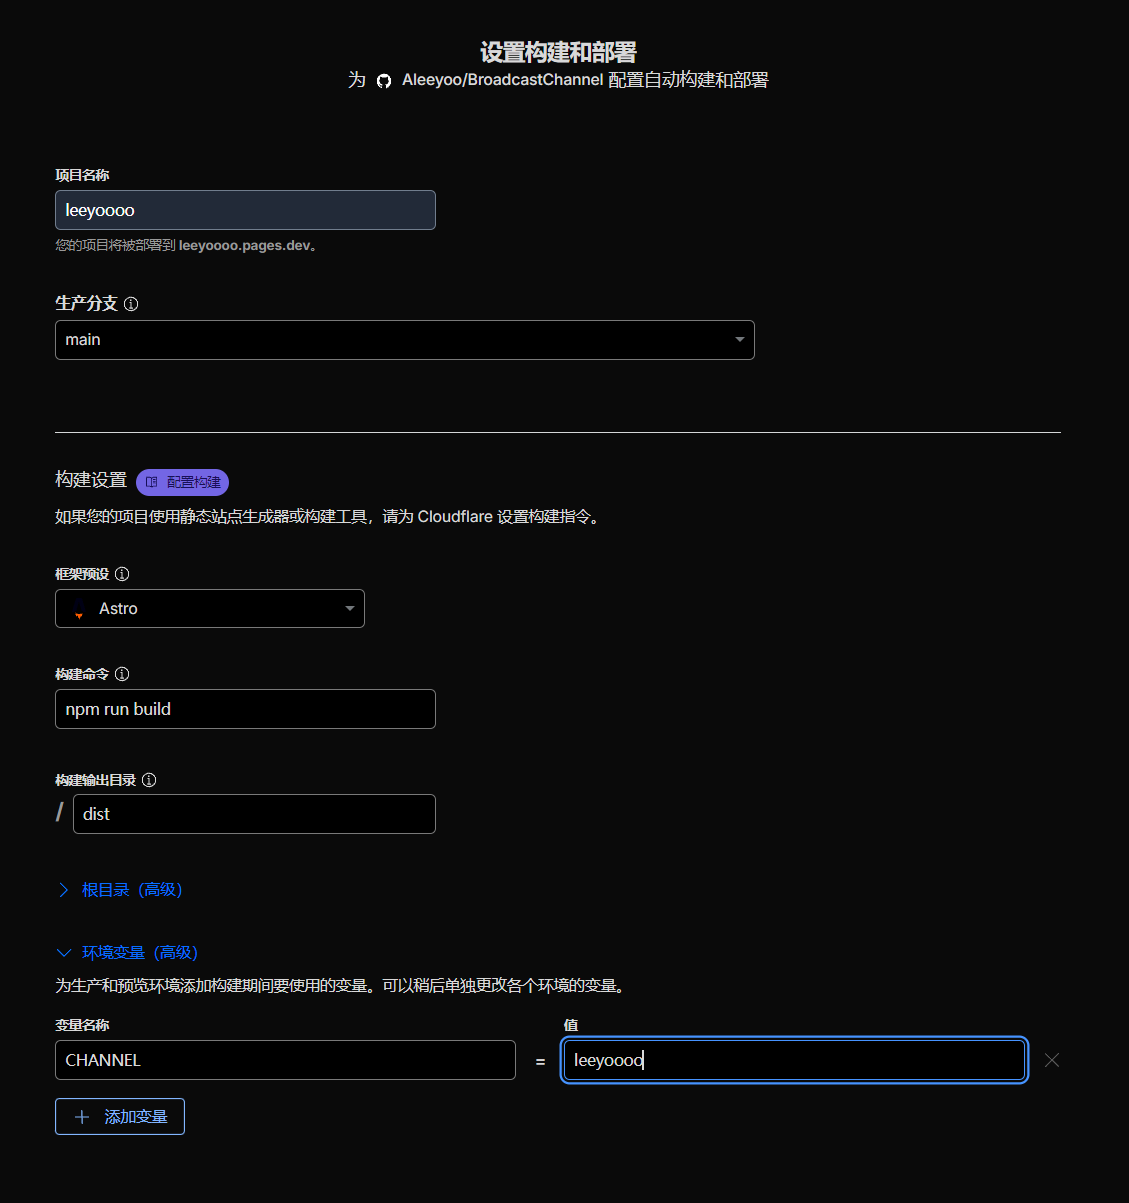 设置构建和部署
为 Aleeyoo/BroadcastChannel 配置自动构建和部署
项目名称
leeyoooo
您的项目将被部署到 leeyoooo.pages.dev。
生产分支
main
构建设置 配置构建
如果您的项目使用静态站点生成器或构建工具，请为 Cloudflare 设置构建指令。
框架预设
Astro
构建命令
npm run build
构建输出目录
/ dist
根目录（高级）
环境变量（高级）
为生产和预览环境添加构建期间要使用的变量。可以稍后单独更改各个环境的变量。
变量名称 值
CHANNEL = leeyoooo
添加变量